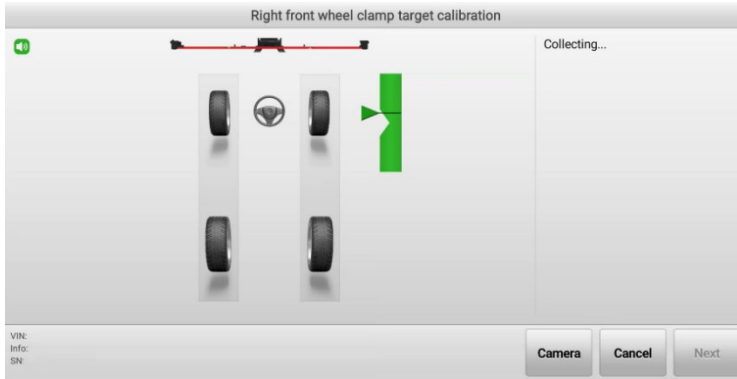 Right front wheel clamp target calibration
Collecting...
VIN:
Info:
SN:
Camera
Cancel
Next